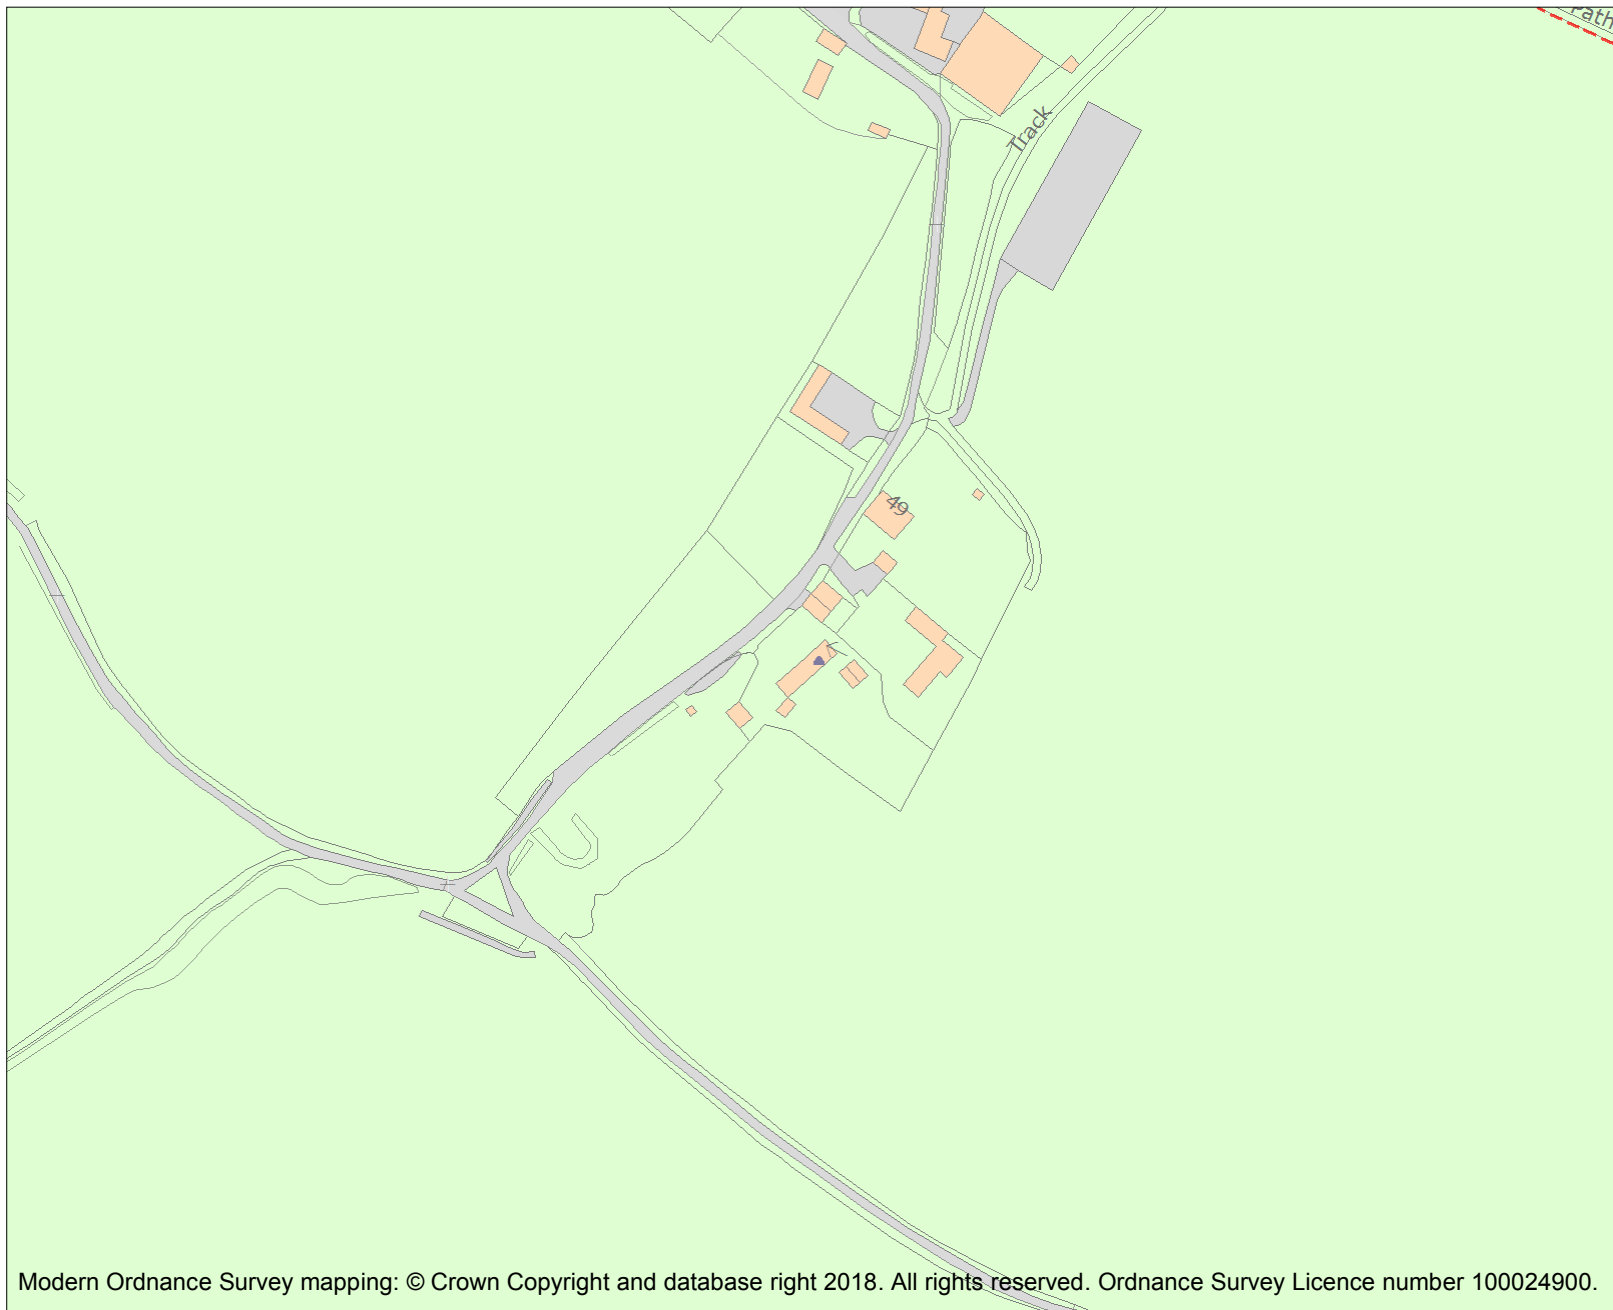 Path
Track
49
Modern Ordnance Survey mapping: © Crown Copyright and database right 2018. All rights reserved. Ordnance Survey Licence number 100024900.